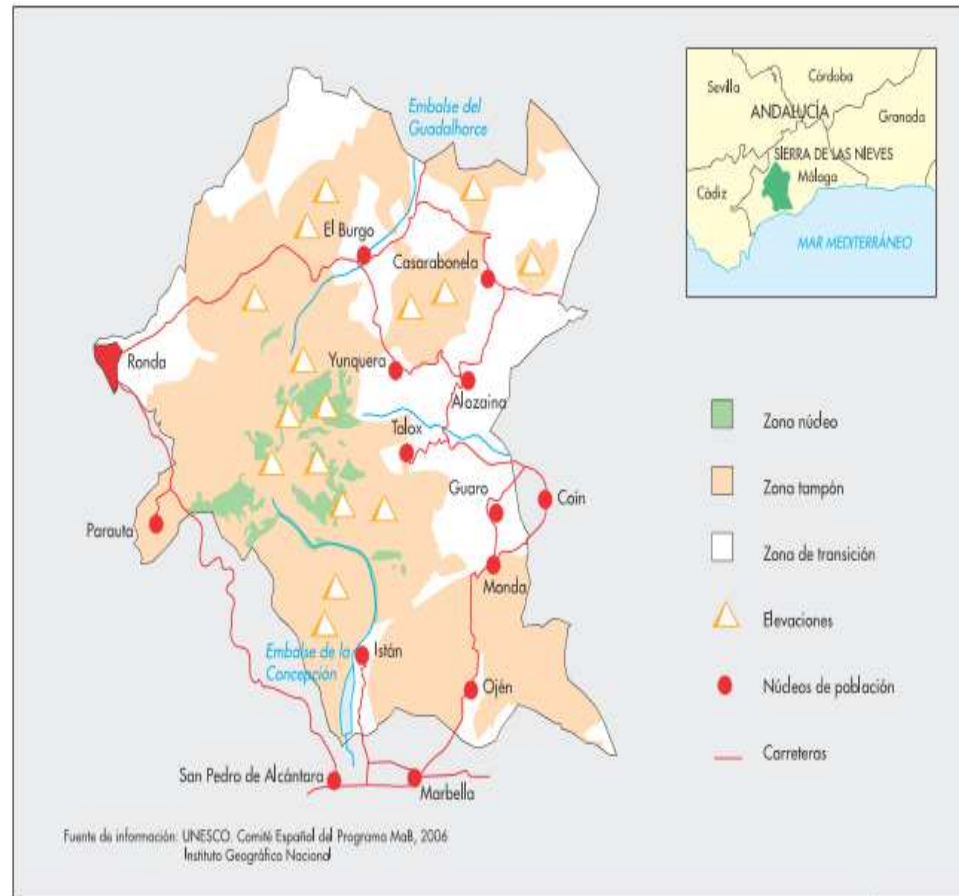 Embalse del
Guadalhorce
El Burgo
Casarabonela
Ronda
Yunquera
Alozaina
Tolox
Guaro
Coín
Parauta
Monda
Embalse de la
Concepción
Istán
Ojén
San Pedro de Alcántara
Marbella
Fuente de información: UNESCO. Comité Español del Programa MaB, 2006
Instituto Geográfico Nacional
Sevilla
Córdoba
ANDALUCÍA
Granada
SIERRA DE LAS NIEVES
Málaga
Cádiz
MAR MEDITERRÁNEO
Zona núcleo
Zona tampón
Zona de transición
Elevaciones
Núcleos de población
Carreteras